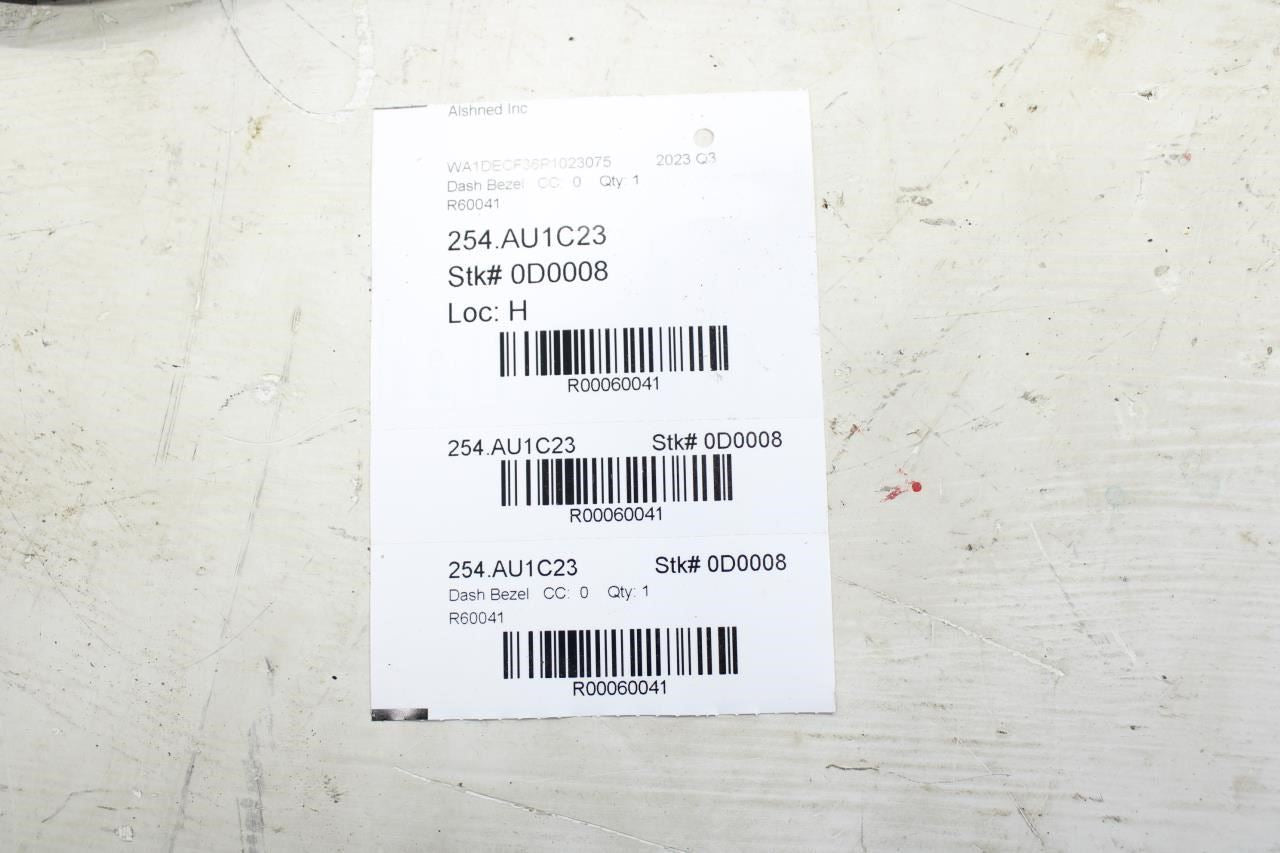 Alshned Inc
WA1DECF36P1023075 2023 Q3
Dash Bezel CC: 0 Qty: 1
R60041
254.AU1C23
Stk# 0D0008
Loc: H
R00060041
254.AU1C23 Stk# 0D0008
R00060041
254.AU1C23 Stk# 0D0008
Dash Bezel CC: 0 Qty: 1
R60041
R00060041